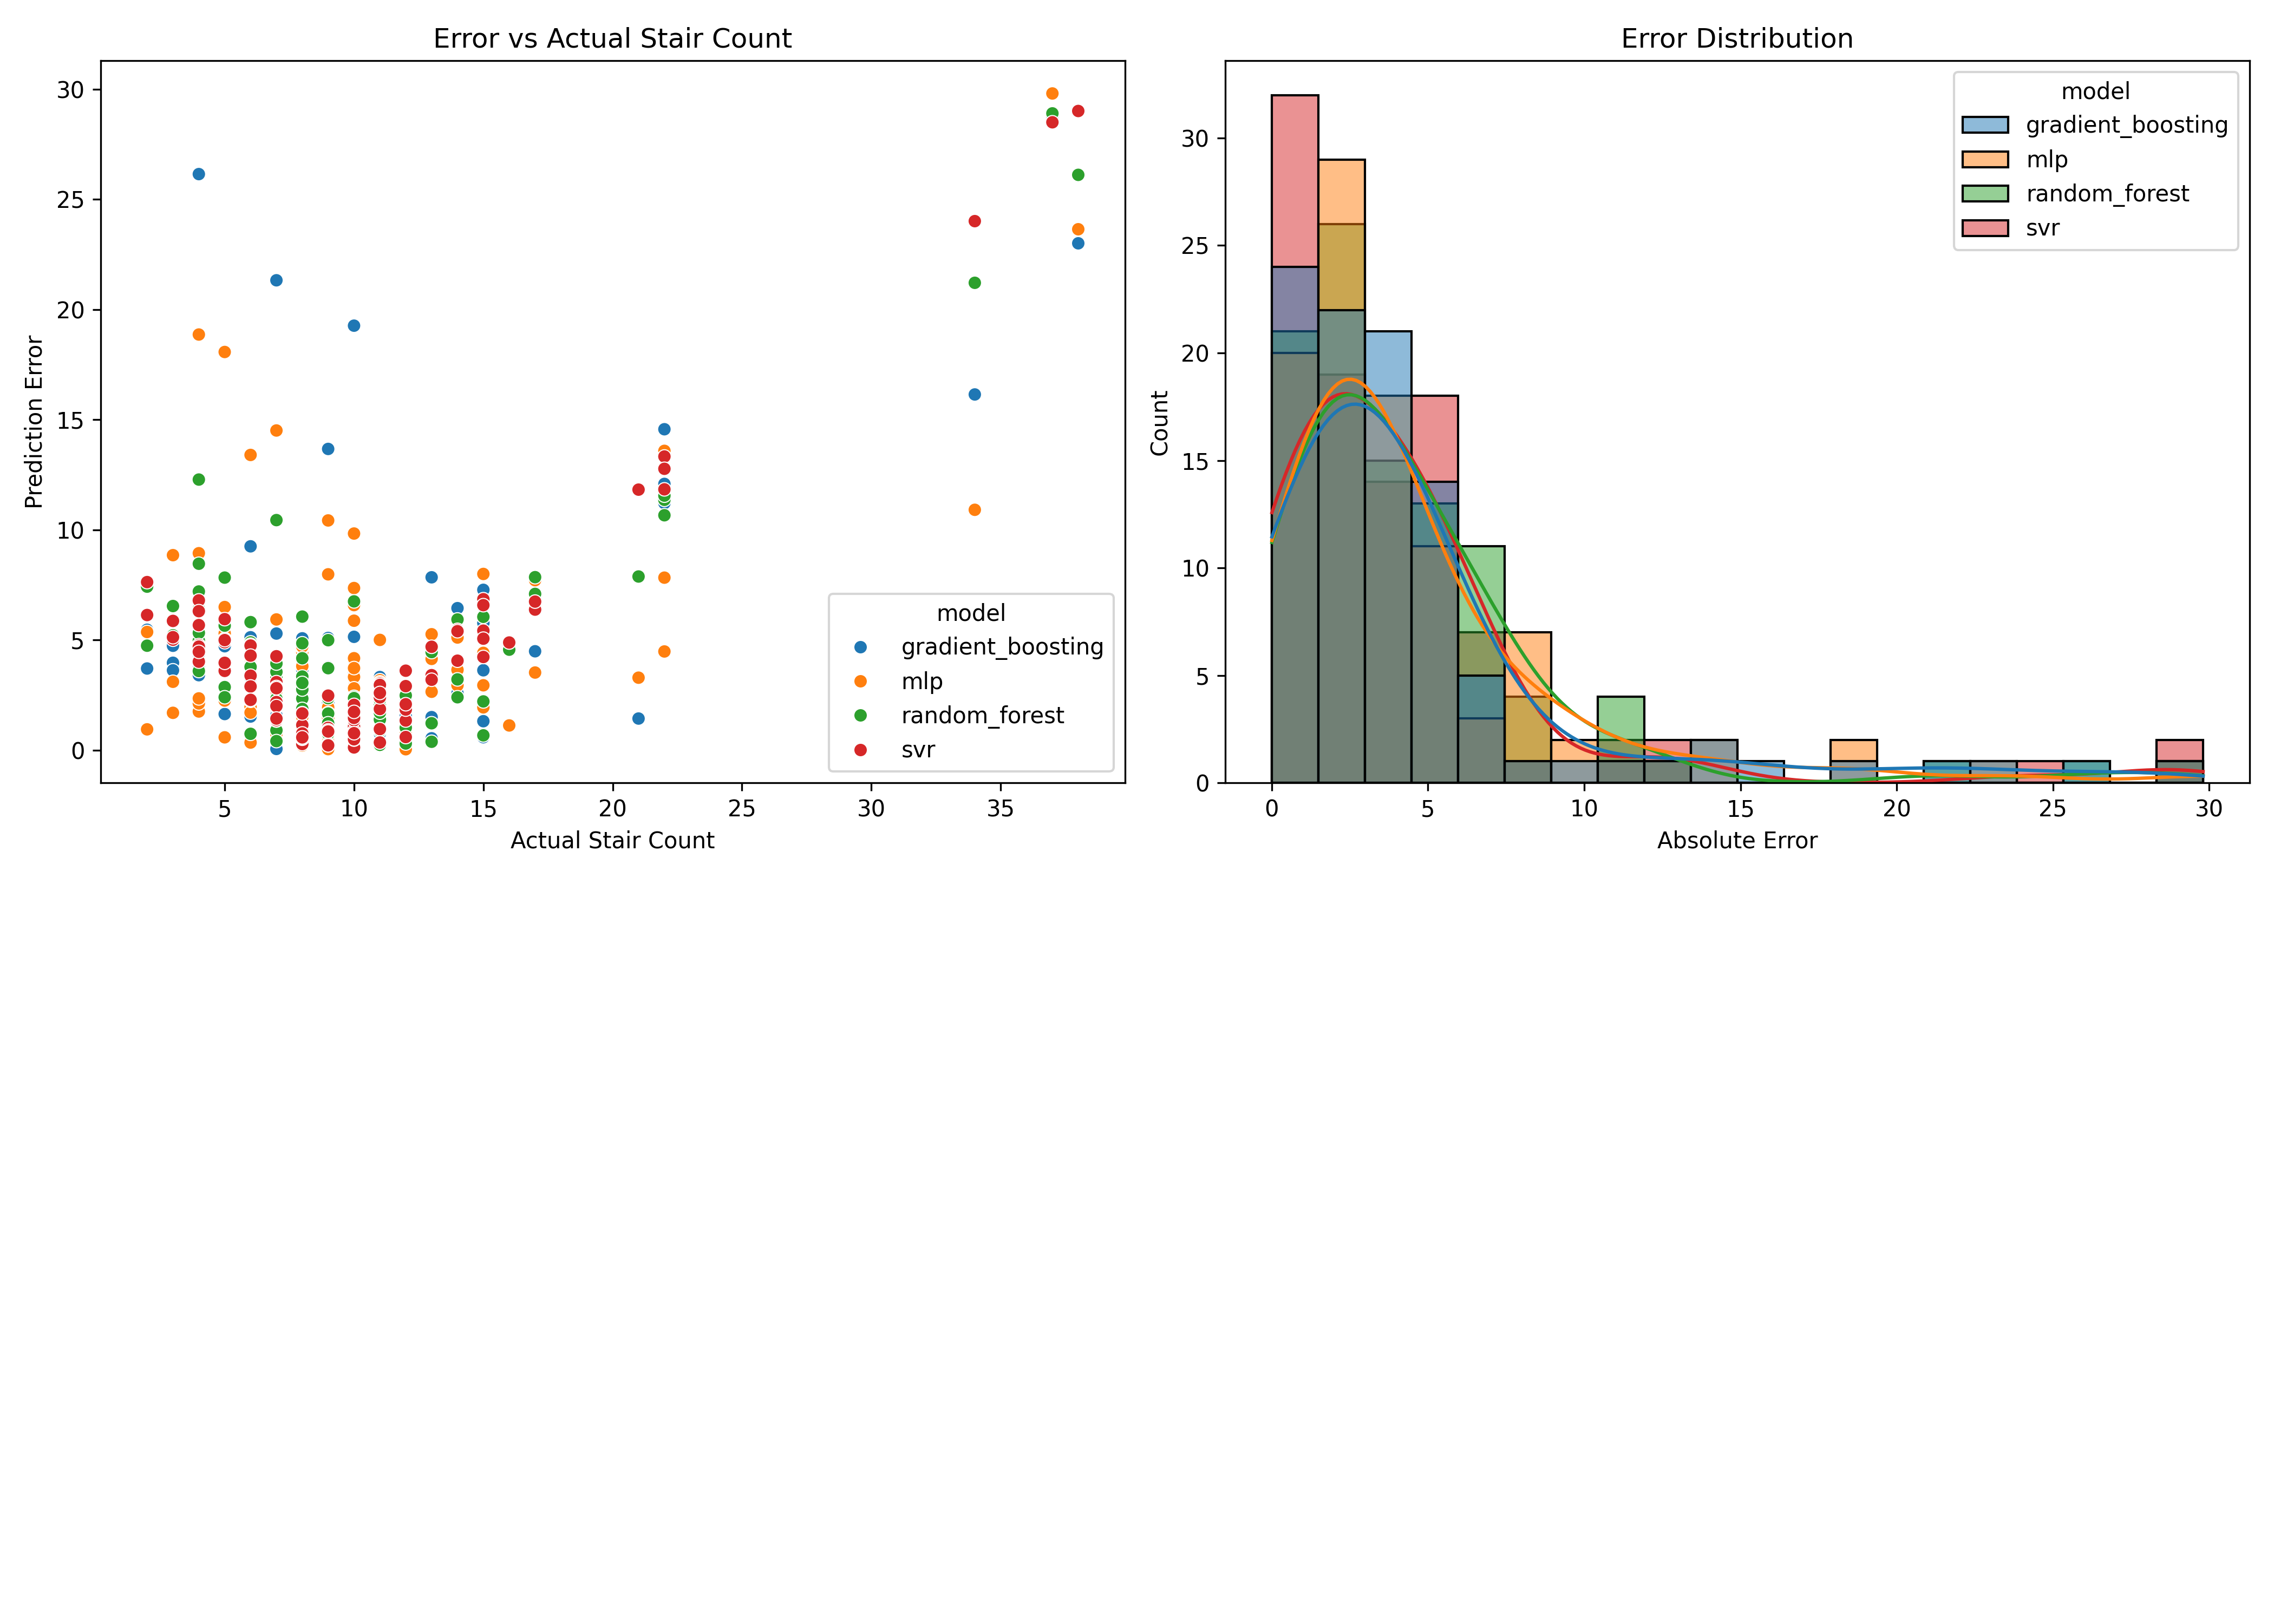 Error vs Actual Stair Count
Prediction Error
30
25
20
15
10
5
0
5
10
15
20
25
30
35
Actual Stair Count
model
gradient_boosting
mlp
random_forest
svr
Error Distribution
Count
30
25
20
15
10
5
0
0
5
10
15
20
25
30
Absolute Error
model
gradient_boosting
mlp
random_forest
svr